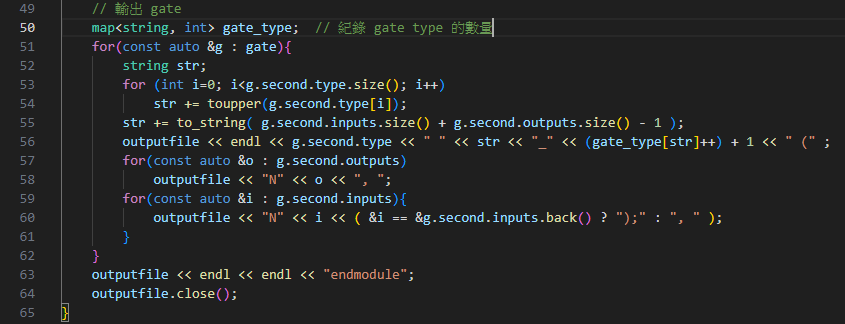 49 // 輸出 gate
50 map<string, int> gate_type;  // 紀錄 gate type 的數量
51 for(const auto &g : gate){
52 string str;
53 for (int i=0; i<g.second.type.size(); i++)
54 str += toupper(g.second.type[i]);
55 str += to_string( g.second.inputs.size() + g.second.outputs.size() - 1 );
56 outputfile << endl << g.second.type << " " << str << "_" << (gate_type[str]++) + 1 << " (" ;
57 for(const auto &o : g.second.outputs)
58 outputfile << "N" << o << ", ";
59 for(const auto &i : g.second.inputs){
60 outputfile << "N" << i << ( &i == &g.second.inputs.back() ? ");" : ", " );
61 }
62 }
63 outputfile << endl << endl << "endmodule";
64 outputfile.close();
65 }